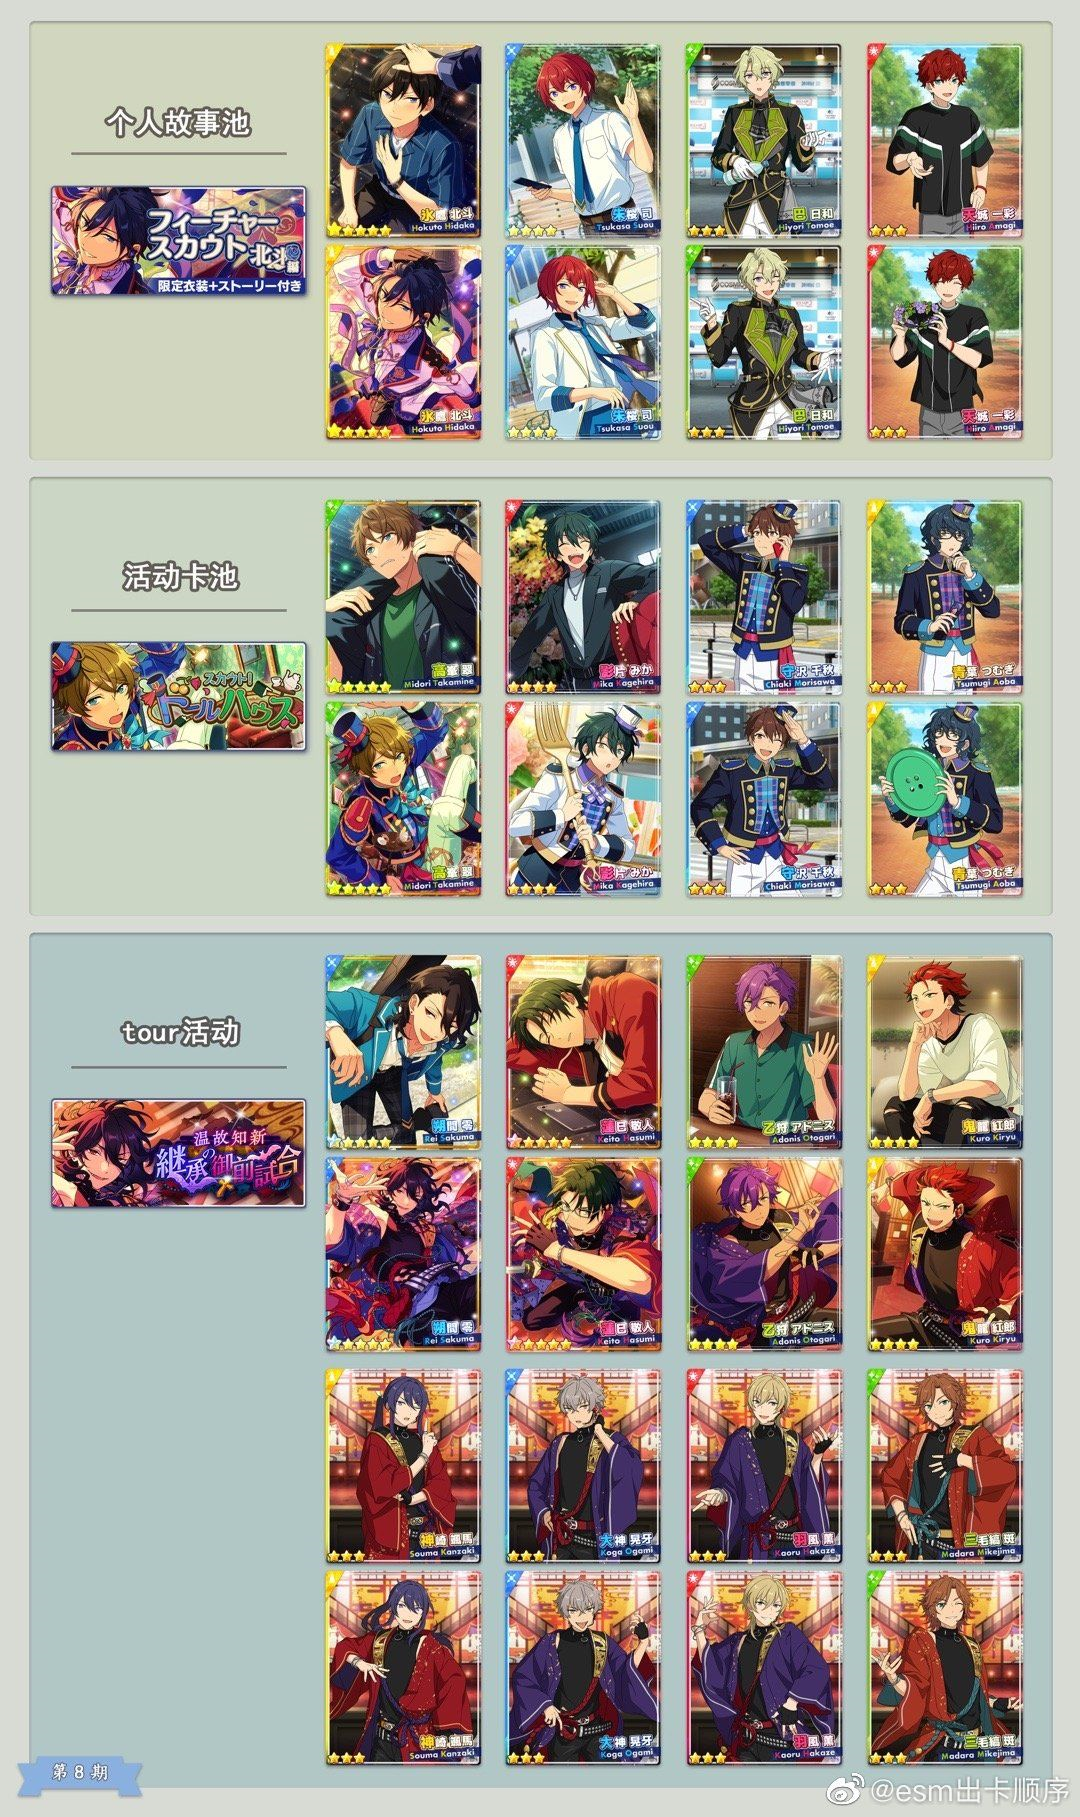 个人故事池
フィーチャー
スカウト 北斗編
限定衣装+ストーリー付き
氷鷹 北斗
Hokuto Hidaka
朱桜 司
Tsukasa Suou
巴 日和
Hiyori Tomoe
天城 一彩
Hiiro Amagi
氷鷹 北斗
Hokuto Hidaka
朱桜 司
Tsukasa Suou
巴 日和
Hiyori Tomoe
天城 一彩
Hiiro Amagi
活动卡池
スカウト!
ドールハウス
高峯 翠
Midori Takamine
影片 みか
Mika Kagehira
守沢 千秋
Chiaki Morisawa
青葉 つむぎ
Tsumugi Aoba
高峯 翠
Midori Takamine
影片 みか
Mika Kagehira
守沢 千秋
Chiaki Morisawa
青葉 つむぎ
Tsumugi Aoba
tour活动
温故知新
継承の御前試合
朔間 零
Rei Sakuma
蓮巳 敬人
Keito Hasumi
乙狩 アドニス
Adonis Otogari
鬼龍 紅郎
Kuro Kiryu
朔間 零
Rei Sakuma
蓮巳 敬人
Keito Hasumi
乙狩 アドニス
Adonis Otogari
鬼龍 紅郎
Kuro Kiryu
神崎 颯馬
Souma Kanzaki
大神 晃牙
Koga Ogami
羽風 薫
Kaoru Hakaze
三毛縞 斑
Madara Mikejima
神崎 颯馬
Souma Kanzaki
大神 晃牙
Koga Ogami
羽風 薫
Kaoru Hakaze
三毛縞 斑
Madara Mikejima
第 8 期
@esm出卡顺序